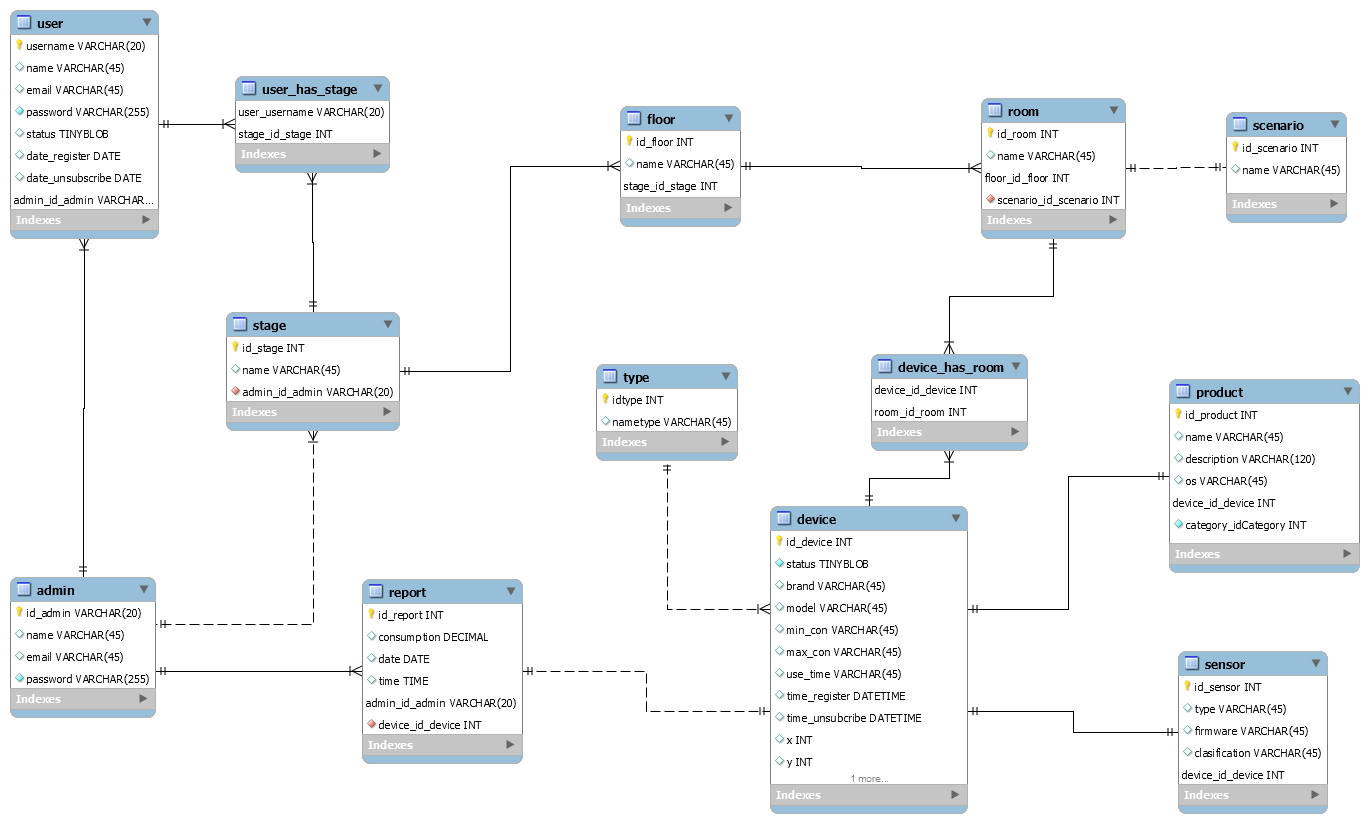 user
username VARCHAR(20)
name VARCHAR(45)
email VARCHAR(45)
password VARCHAR(255)
status TINYBLOB
date_register DATE
date_unsubscribe DATE
admin_id_admin VARCHAR...
Indexes
user_has_stage
user_username VARCHAR(20)
stage_id_stage INT
Indexes
floor
id_floor INT
name VARCHAR(45)
stage_id_stage INT
Indexes
room
id_room INT
name VARCHAR(45)
floor_id_floor INT
scenario_id_scenario INT
Indexes
scenario
id_scenario INT
name VARCHAR(45)
Indexes
stage
id_stage INT
name VARCHAR(45)
admin_id_admin VARCHAR(20)
Indexes
type
idtype INT
nametype VARCHAR(45)
Indexes
device_has_room
device_id_device INT
room_id_room INT
Indexes
product
id_product INT
name VARCHAR(45)
description VARCHAR(120)
os VARCHAR(45)
device_id_device INT
category_idCategory INT
Indexes
admin
id_admin VARCHAR(20)
name VARCHAR(45)
email VARCHAR(45)
password VARCHAR(255)
Indexes
report
id_report INT
consumption DECIMAL
date DATE
time TIME
admin_id_admin VARCHAR(20)
device_id_device INT
Indexes
device
id_device INT
status TINYBLOB
brand VARCHAR(45)
model VARCHAR(45)
min_con VARCHAR(45)
max_con VARCHAR(45)
use_time VARCHAR(45)
time_register DATETIME
time_unsubcribe DATETIME
x INT
y INT
1 more...
Indexes
sensor
id_sensor INT
type VARCHAR(45)
firmware VARCHAR(45)
clasification VARCHAR(45)
device_id_device INT
Indexes